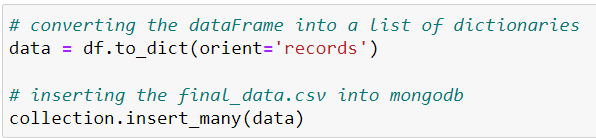 # converting the dataFrame into a list of dictionaries
data = df.to_dict(orient='records')
# inserting the final_data.csv into mongodb
collection.insert_many(data)